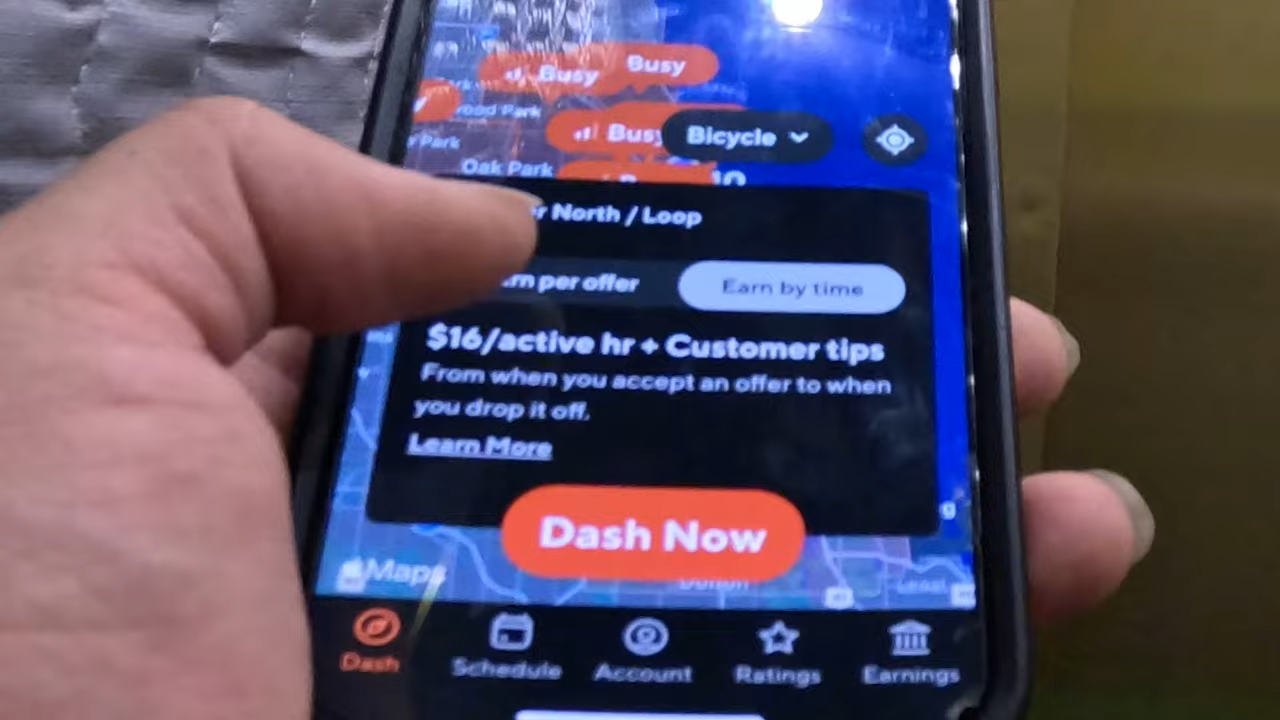 Busy
Busy
Busy
Bicycle
Oak Park
North / Loop
per offer
Earn by time
$16/active hr + Customer tips
From when you accept an offer to when
you drop it off.
Learn More
Dash Now
Maps
Dash
Schedule
Account
Ratings
Earnings